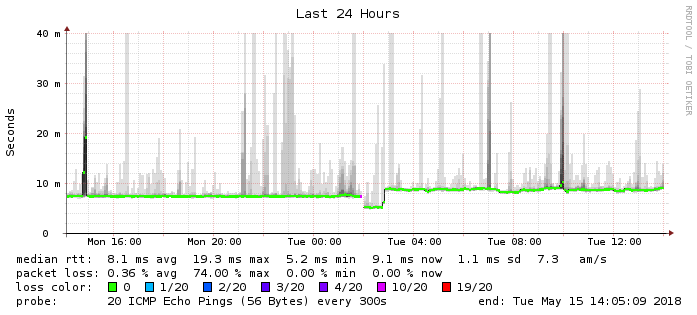 Last 24 Hours
RRDTOOL / TOBI OETIKER
Seconds
40 m
30 m
20 m
10 m
0
Mon 16:00 Mon 20:00 Tue 00:00 Tue 04:00 Tue 08:00 Tue 12:00
median rtt: 8.1 ms avg 19.3 ms max 5.2 ms min 9.1 ms now 1.1 ms sd 7.3 am/s
packet loss: 0.36 % avg 74.00 % max 0.00 % min 0.00 % now
loss color: 0 1/20 2/20 3/20 4/20 10/20 19/20
probe: 20 ICMP Echo Pings (56 Bytes) every 300s end: Tue May 15 14:05:09 2018